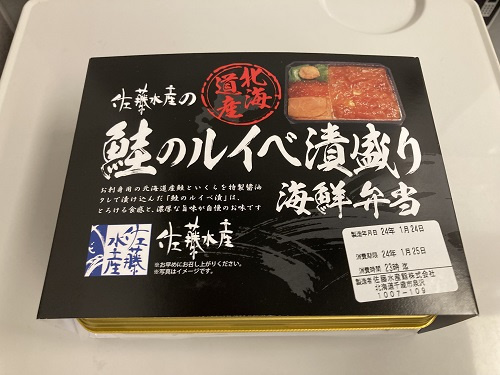 佐藤水産の
北海
道産
鮭のルイベ漬盛り
海鮮弁当
お刺身用の北海道産鮭といくらを特製醤油
タレで漬け込んだ「鮭のルイベ漬」は、
とろける食感と、濃厚な旨味が自慢のお味です
佐藤
水産
佐藤水産
※お早めにお召し上がりください。
※写真はイメージです。
製造年月日 24年 1月24日
消費期限 24年 1月25日
消費時間 23時 迄
製造者 佐藤水産㈱株式会社
北海道千歳市泉沢
1007-109